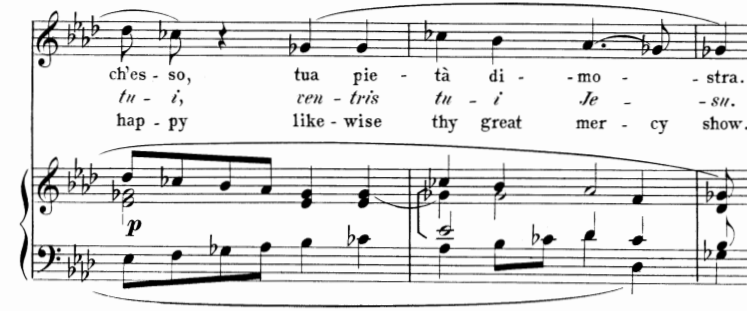 ch'es - so, tua pie - tà di - - mo - - stra.
tu - i, ven - tris tu - i Je - su.
hap - py like - wise thy great mer - cy show.
p